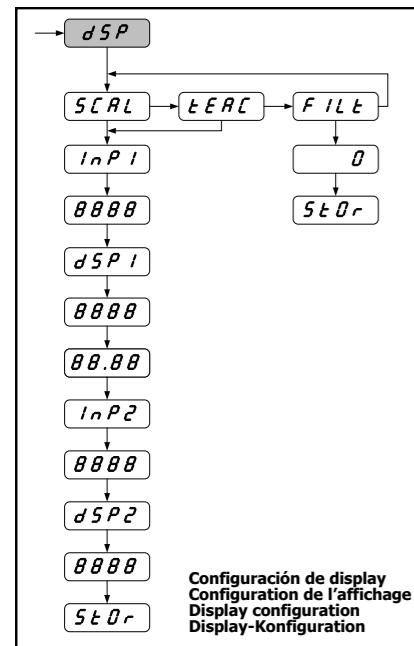 dSP
SCAL tEAC FILt
InP1 0
8888 StOr
dSP1
8888
88.88
InP2
8888
dSP2
8888
StOr
Configuración de display
Configuration de l'affichage
Display configuration
Display-Konfiguration